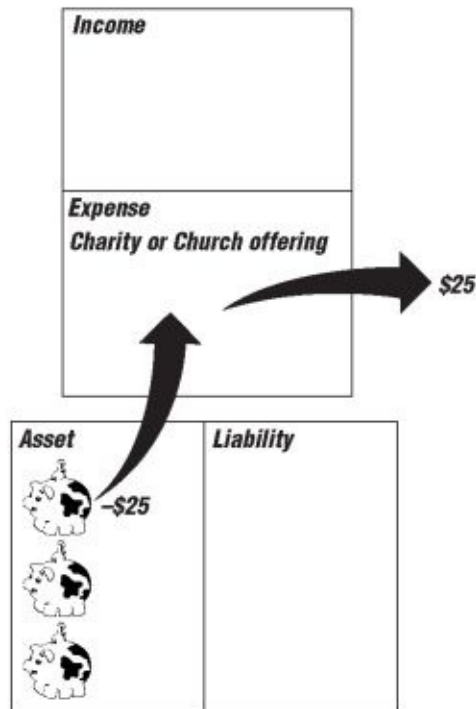 Income
Expense
Charity or Church offering
$25
Asset
Liability
–$25